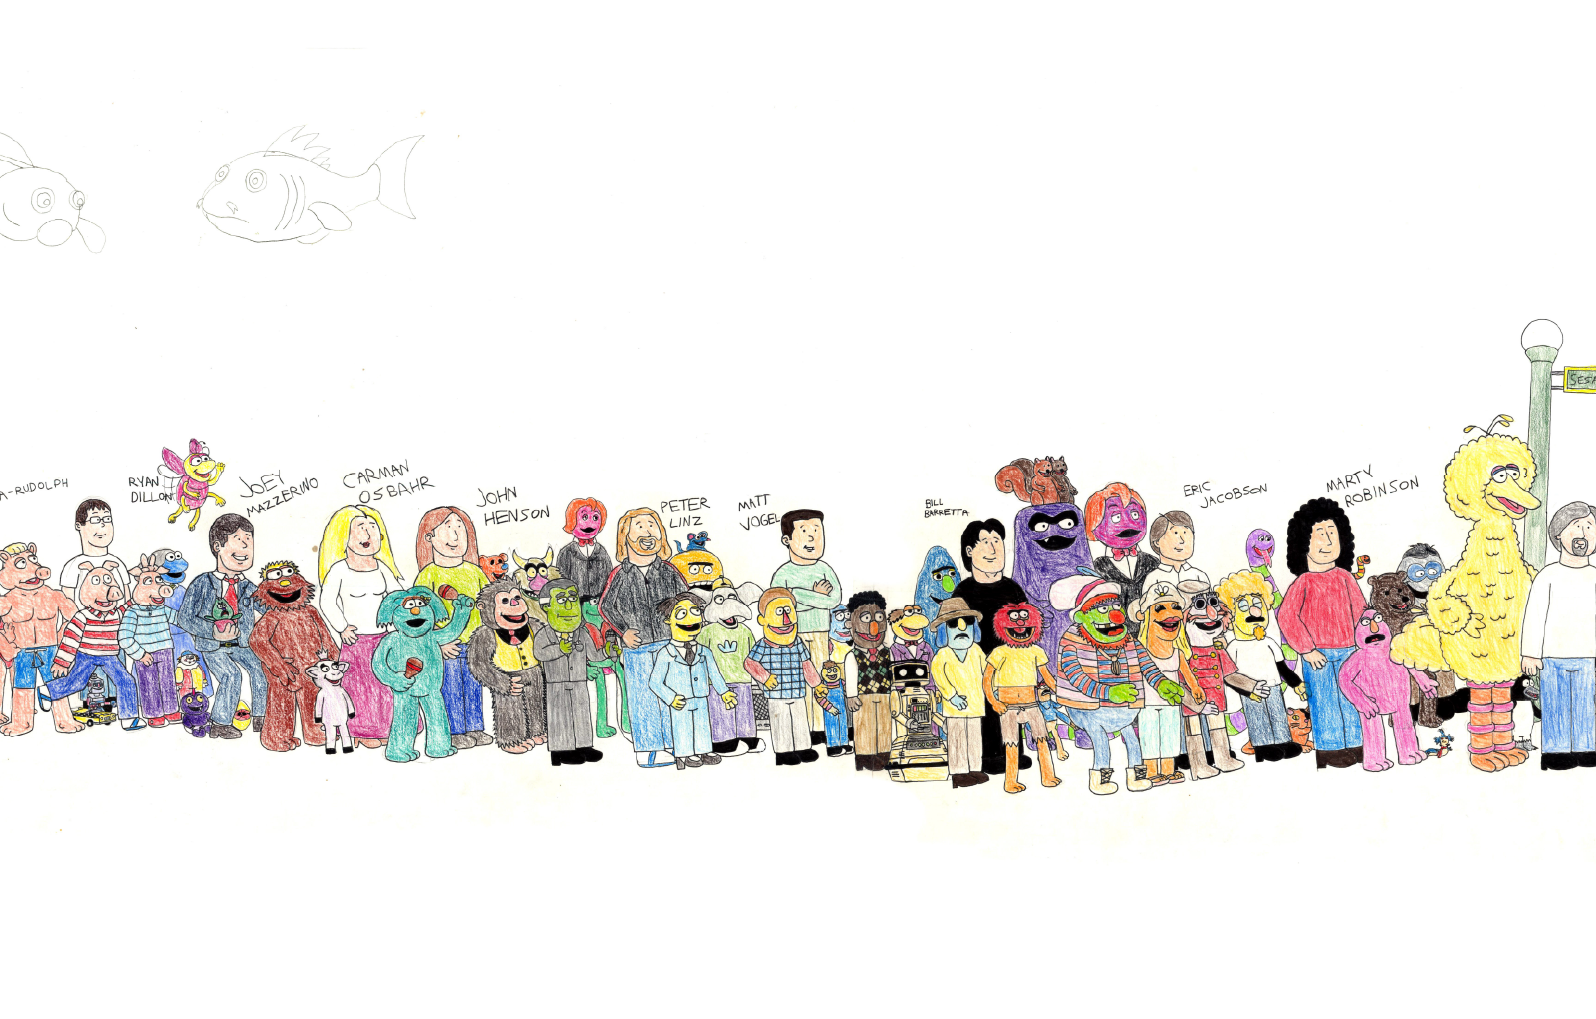 A-RUDOLPH
RYAN
DILLON
JOEY
MAZZERINO
CARMAN
OSBAHR
JOHN
HENSON
PETER
LINZ
MATT
VOGEL
BILL
BARRETTA
ERIC
JACOBSON
MARTY
ROBINSON
SESA